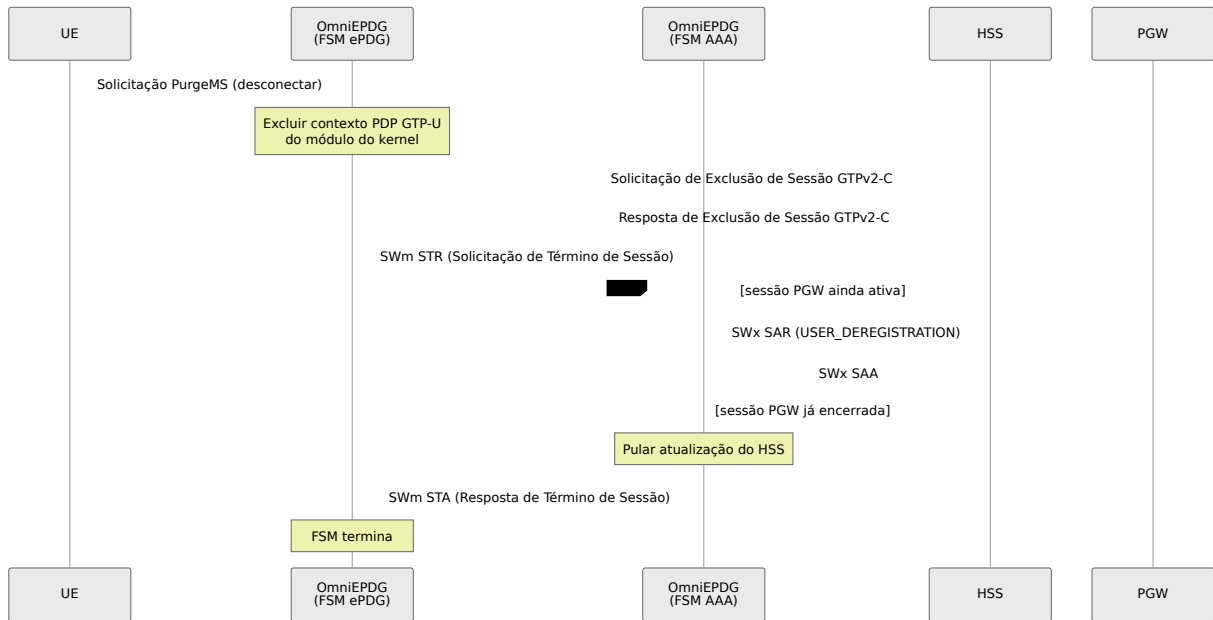 UE
OmniEPDG
(FSM ePDG)
OmniEPDG
(FSM AAA)
HSS
PGW
Solicitação PurgeMS (desconectar)
Excluir contexto PDP GTP-U
do módulo do kernel
Solicitação de Exclusão de Sessão GTPv2-C
Resposta de Exclusão de Sessão GTPv2-C
SWm STR (Solicitação de Término de Sessão)
[sessão PGW ainda ativa]
SWx SAR (USER_DEREGISTRATION)
SWx SAA
[sessão PGW já encerrada]
Pular atualização do HSS
SWm STA (Resposta de Término de Sessão)
FSM termina
UE
OmniEPDG
(FSM ePDG)
OmniEPDG
(FSM AAA)
HSS
PGW